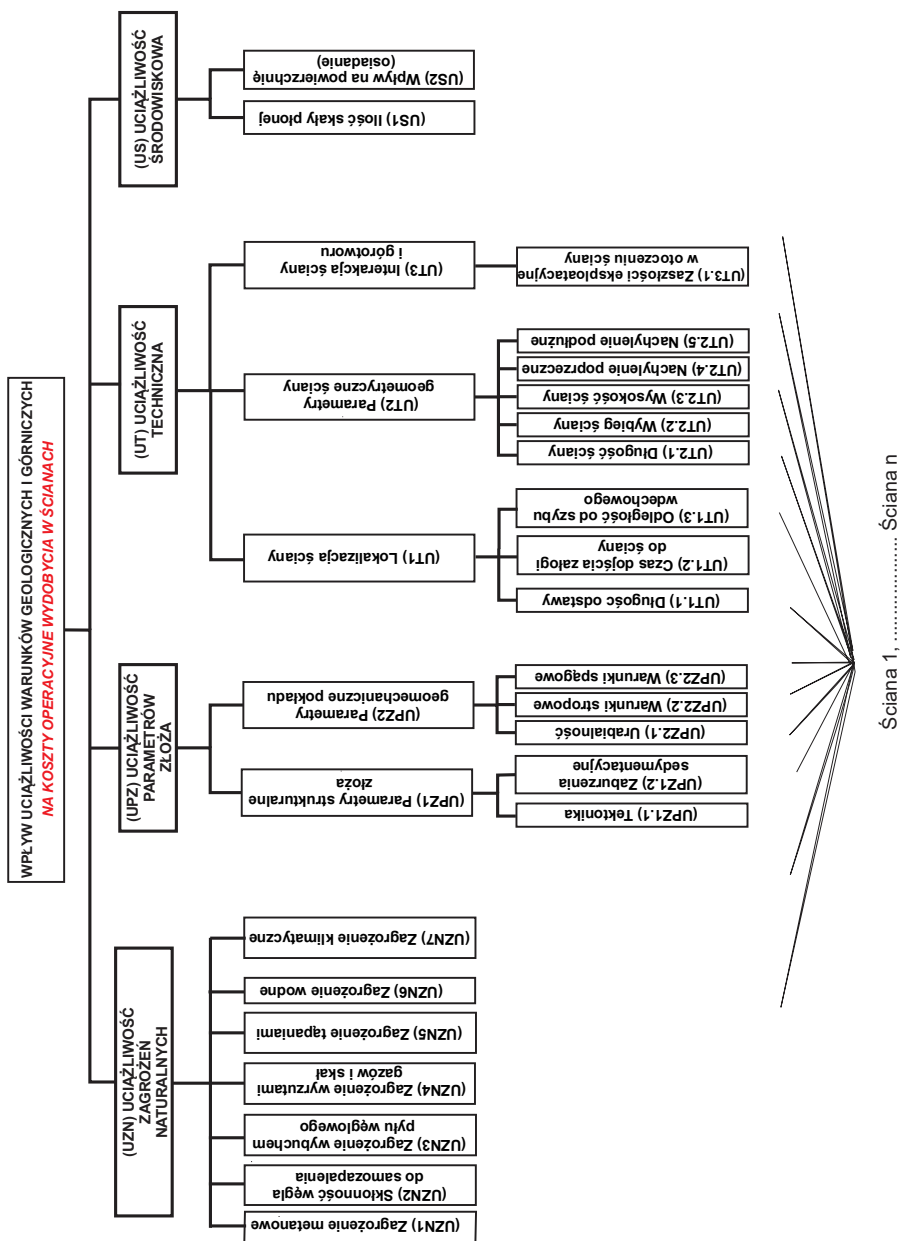 WPŁYW UCIĄŻLIWOŚCI WARUNKÓW GEOLOGICZNYCH I GÓRNICZYCH
NA KOSZTY OPERACYJNE WYDOBYCIA W ŚCIANACH
(UZN) UCIĄŻLIWOŚĆ
ZAGROŻEŃ
NATURALNYCH
(UZN1) Zagrożenie metanowe
(UZN2) Skłonność węgla
do samozapalenia
(UZN3) Zagrożenie wybuchem
pyłu węglowego
(UZN4) Zagrożenie wyrzutami
gazów i skał
(UZN5) Zagrożenie tąpaniami
(UZN6) Zagrożenie wodne
(UZN7) Zagrożenie klimatyczne
(UPZ) UCIĄŻLIWOŚĆ
PARAMETRÓW
ZŁOŻA
(UPZ1) Parametry strukturalne
złoża
(UPZ1.1) Tektonika
(UPZ1.2) Zaburzenia
sedymentacyjne
(UPZ2) Parametry
geomechaniczne pokładu
(UPZ2.1) Urabialność
(UPZ2.2) Warunki stropowe
(UPZ2.3) Warunki spągowe
(UT) UCIĄŻLIWOŚĆ
TECHNICZNA
(UT1) Lokalizacja ściany
(UT1.1) Długość odstawy
(UT1.2) Czas dojścia załogi
do ściany
(UT1.3) Odległość od szybu
wdechowego
(UT2) Parametry
geometryczne ściany
(UT2.1) Długość ściany
(UT2.2) Wybieg ściany
(UT2.3) Wysokość ściany
(UT2.4) Nachylenie poprzeczne
(UT2.5) Nachylenie podłużne
(UT3) Interakcja ściany
i górotworu
(UT3.1) Zaszłości eksploatacyjne
w otoczeniu ściany
(US) UCIĄŻLIWOŚĆ
ŚRODOWISKOWA
(US1) Ilość skały płonej
(US2) Wpływ na powierzchnię
(osiadanie)
Ściana 1, ................... Ściana n